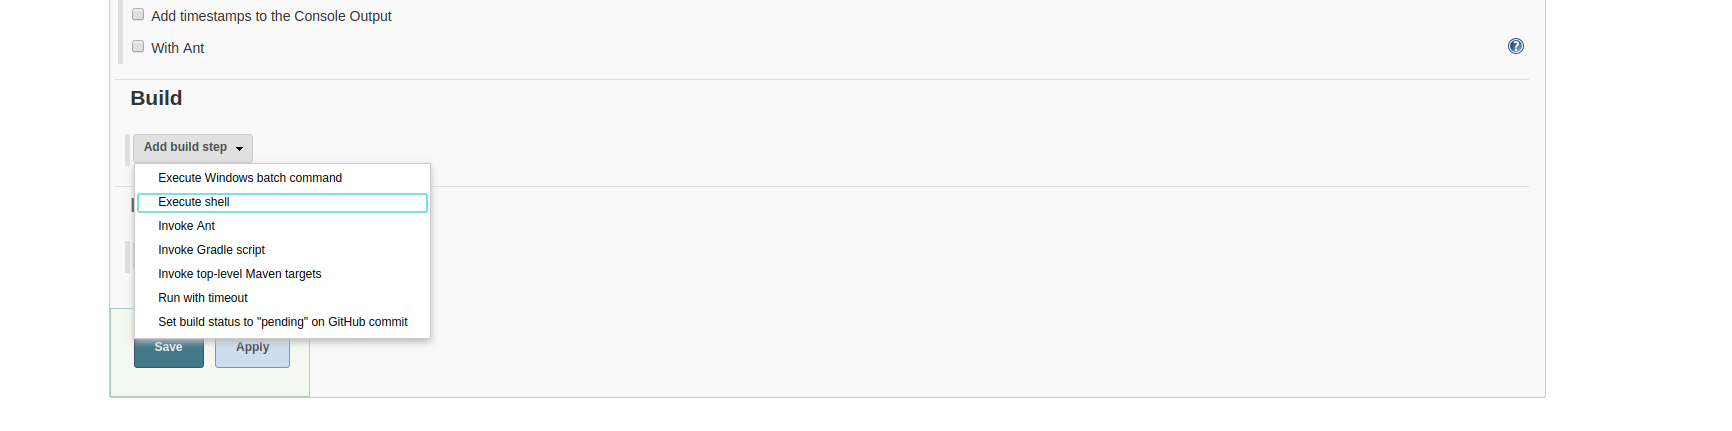 Add timestamps to the Console Output
With Ant
?
Build
Add build step
Execute Windows batch command
Execute shell
Invoke Ant
Invoke Gradle script
Invoke top-level Maven targets
Run with timeout
Set build status to "pending" on GitHub commit
Save Apply